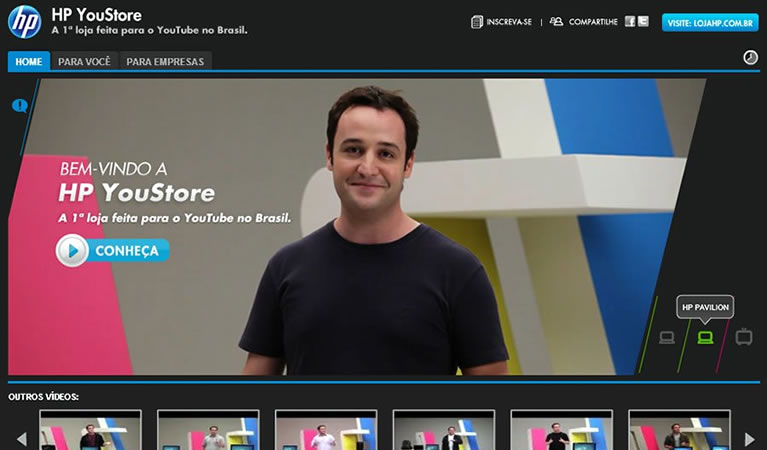 hp
HP YouStore
A 1ª loja feita para o YouTube no Brasil.
INSCREVA-SE | COMPARTILHE f t VISITE: LOJAHP.COM.BR
HOME PARA VOCÊ PARA EMPRESAS
BEM-VINDO A
HP YouStore
A 1ª loja feita para o YouTube no Brasil.
CONHEÇA
HP PAVILION
OUTROS VÍDEOS: